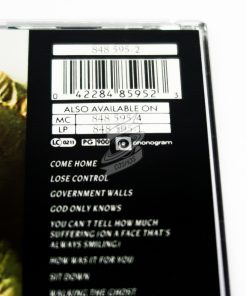 848 595-2
0 42284 85952 3
ALSO AVAILABLE ON
MC 848 595/4
LP 848 595/1
LC 0211 PG 900 phonogram
COME HOME
LOSE CONTROL
GOVERNMENT WALLS
GOD ONLY KNOWS
YOU CAN'T TELL HOW MUCH
SUFFERING (ON A FACE THAT'S
ALWAYS SMILING)
HOW WAS IT FOR YOU
SIT DOWN
WALKING THE GHOST